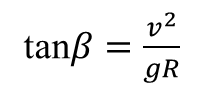 tanβ = v²/gR